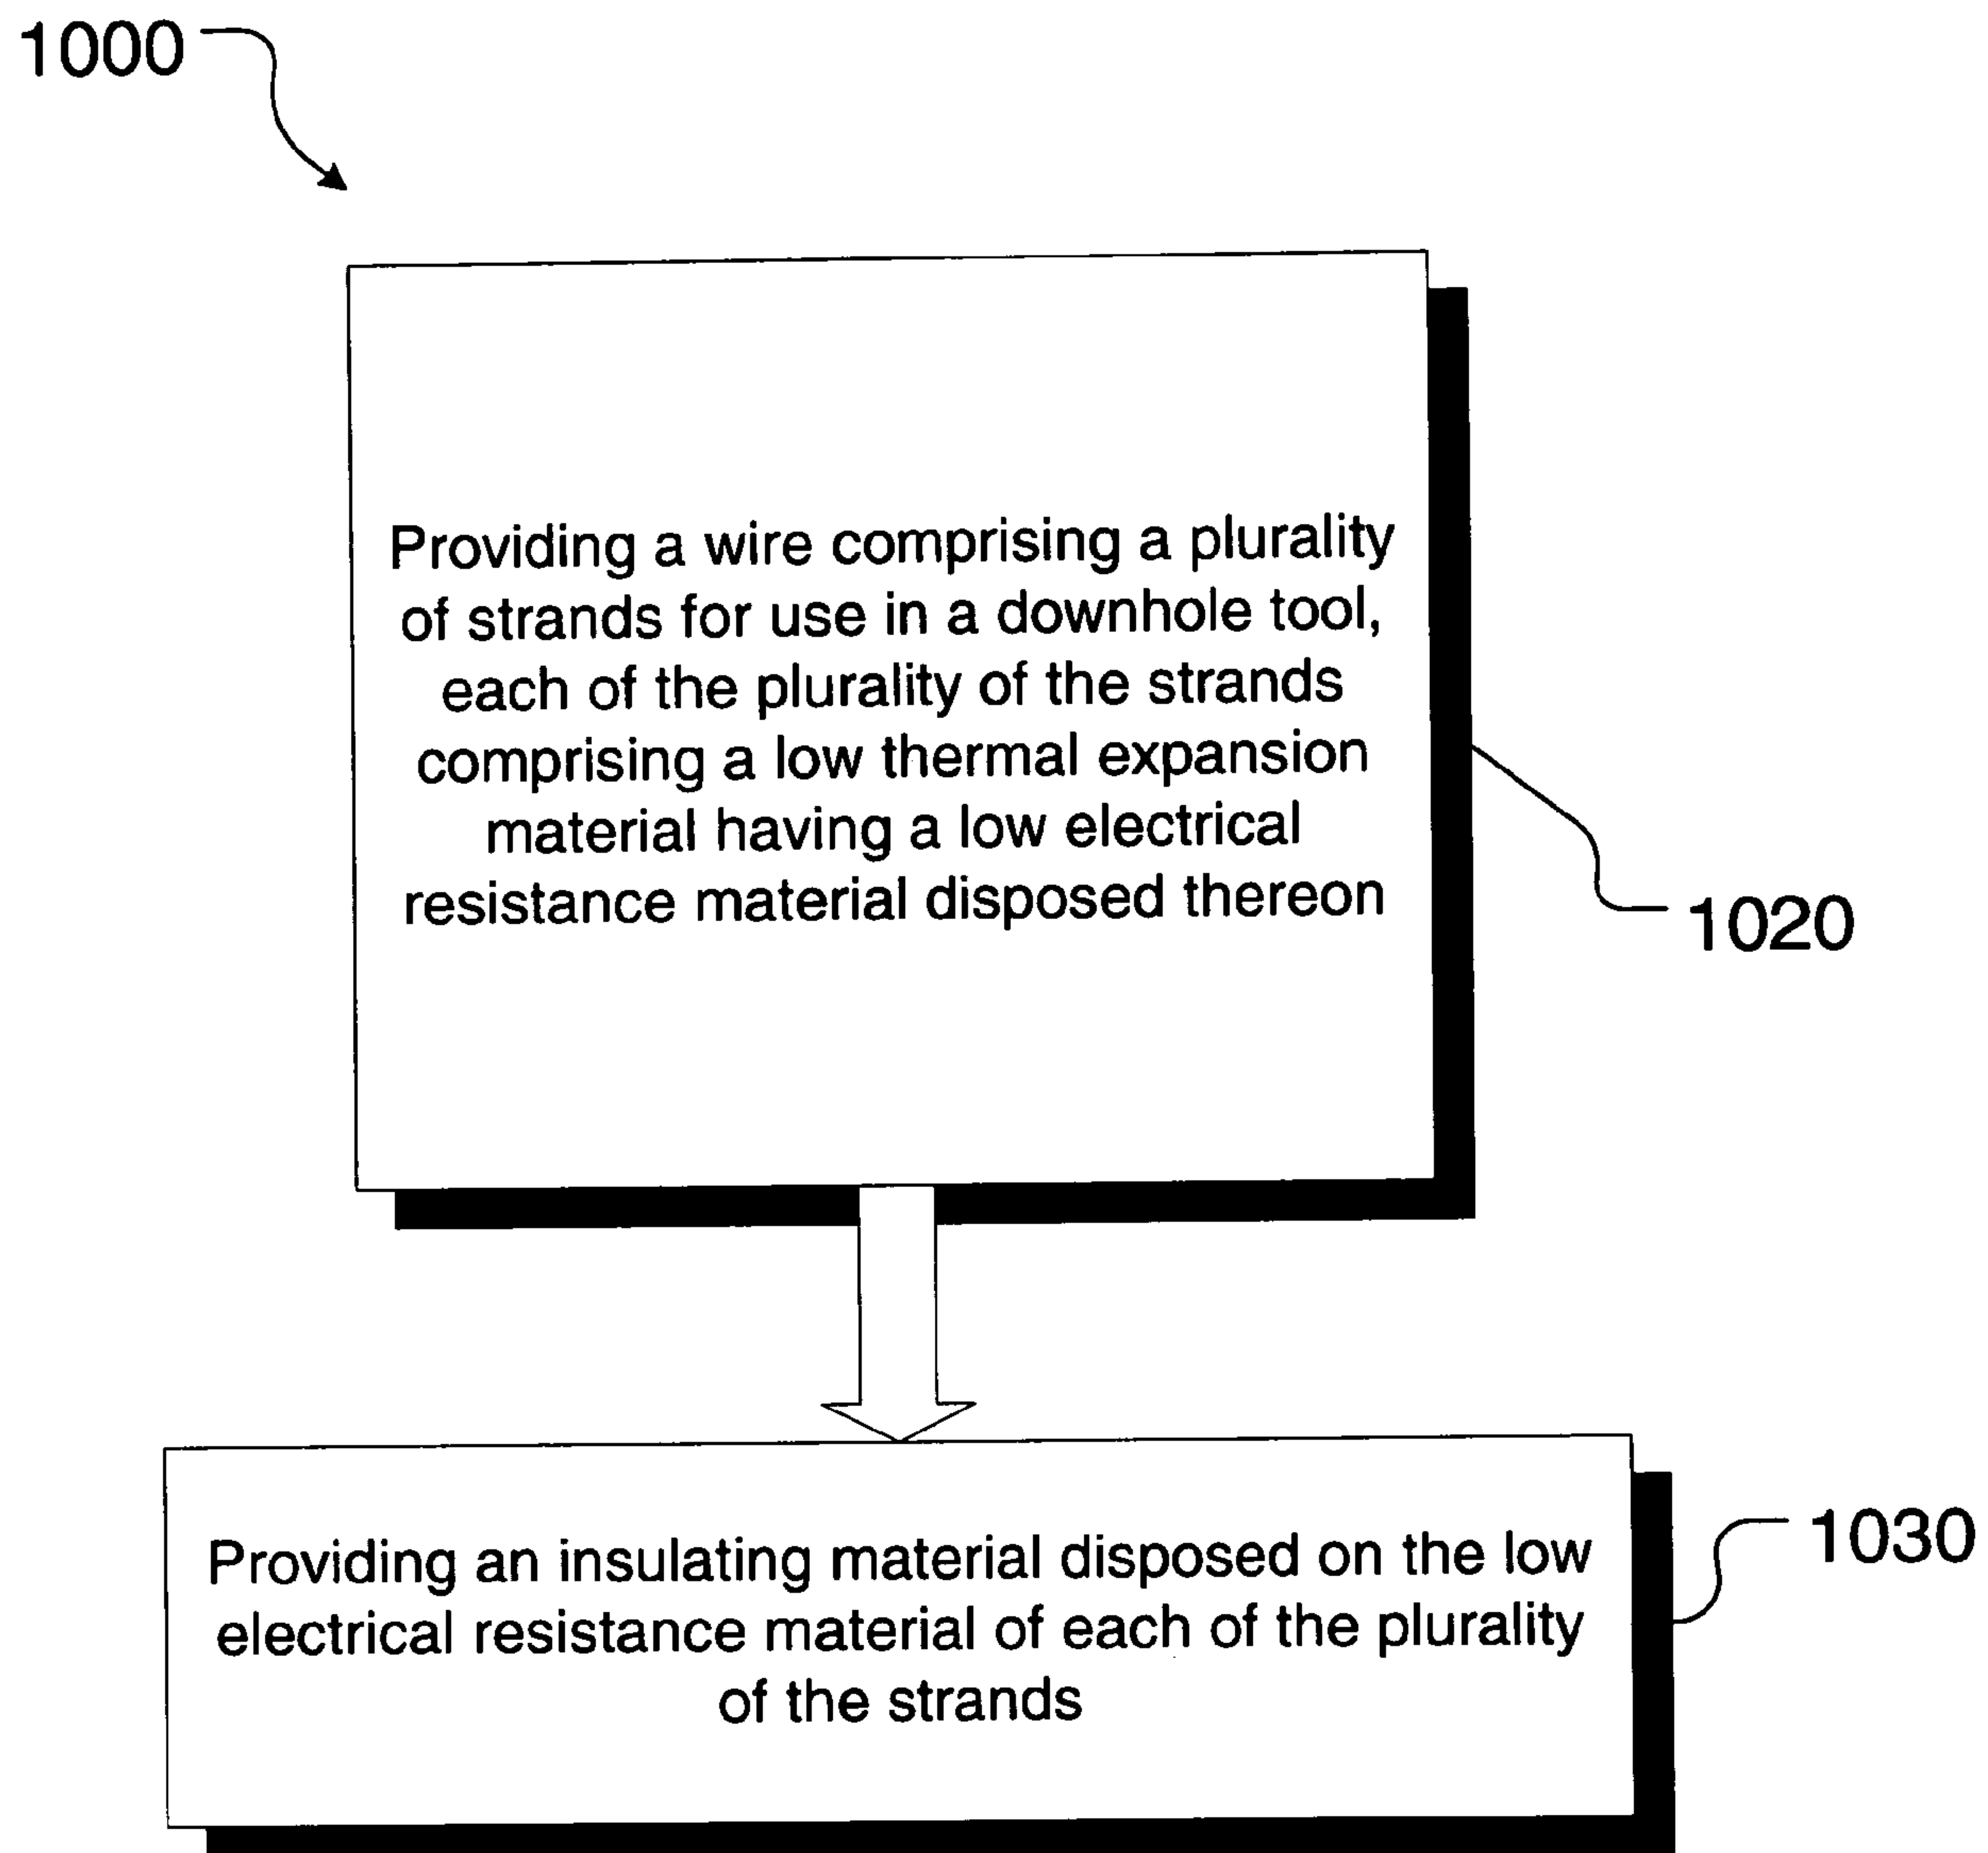 1000
Providing a wire comprising a plurality
of strands for use in a downhole tool,
each of the plurality of the strands
comprising a low thermal expansion
material having a low electrical
resistance material disposed thereon
1020
Providing an insulating material disposed on the low
electrical resistance material of each of the plurality
of the strands
1030